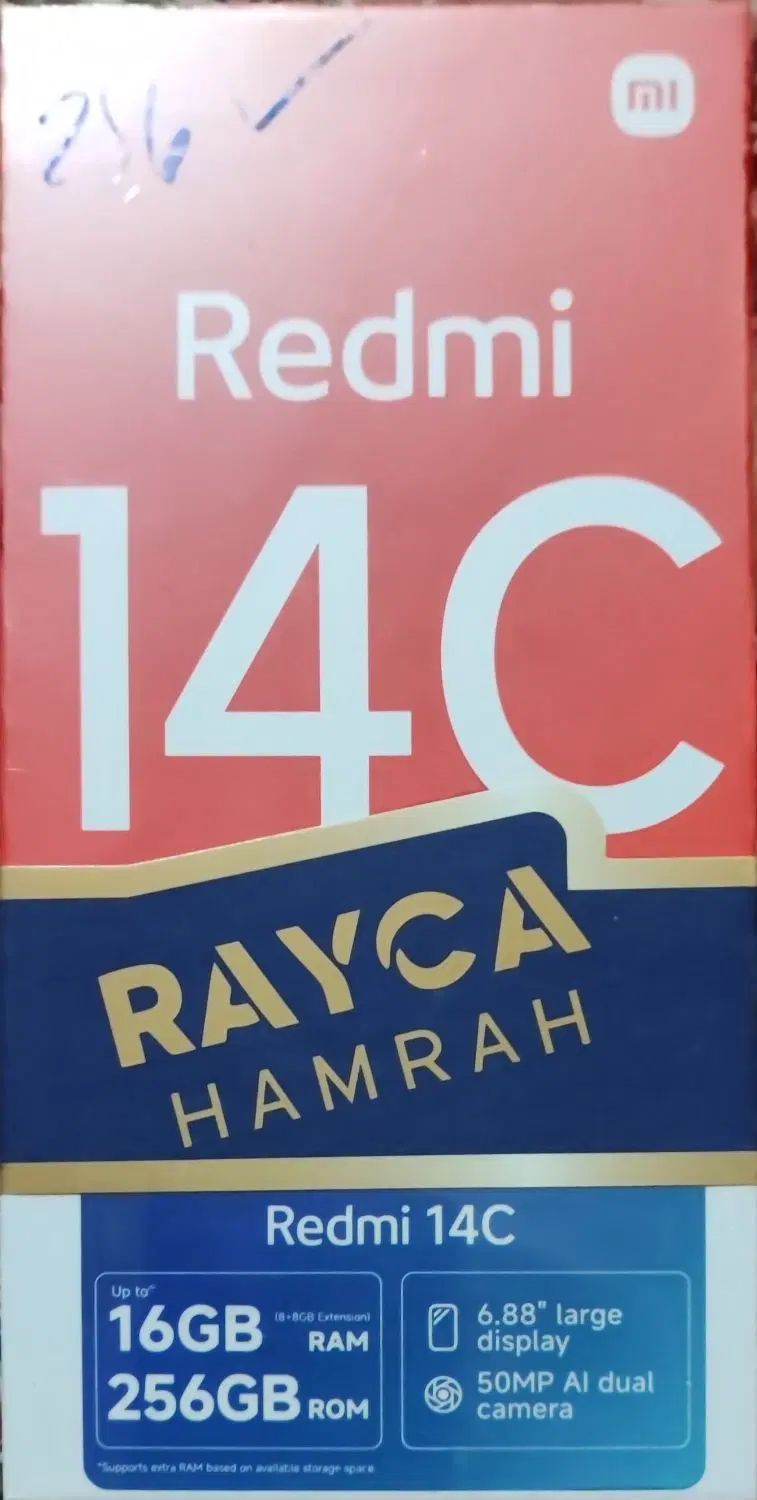 256
mi
Redmi
14C
RAYCA
HAMRAH
Redmi 14C
Up to*
16GB (8+8GB Extension) RAM
256GB ROM
6.88" large
display
50MP AI dual
camera
*Supports extra RAM based on available storage space